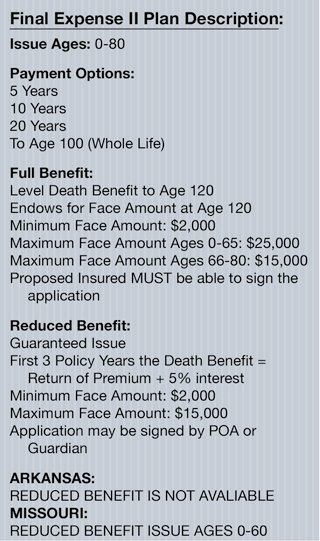 Final Expense II Plan Description:
Issue Ages: 0-80
Payment Options:
5 Years
10 Years
20 Years
To Age 100 (Whole Life)
Full Benefit:
Level Death Benefit to Age 120
Endows for Face Amount at Age 120
Minimum Face Amount: $2,000
Maximum Face Amount Ages 0-65: $25,000
Maximum Face Amount Ages 66-80: $15,000
Proposed Insured MUST be able to sign the
application
Reduced Benefit:
Guaranteed Issue
First 3 Policy Years the Death Benefit =
Return of Premium + 5% interest
Minimum Face Amount: $2,000
Maximum Face Amount: $15,000
Application may be signed by POA or
Guardian
ARKANSAS:
REDUCED BENEFIT IS NOT AVALIABLE
MISSOURI:
REDUCED BENEFIT ISSUE AGES 0-60